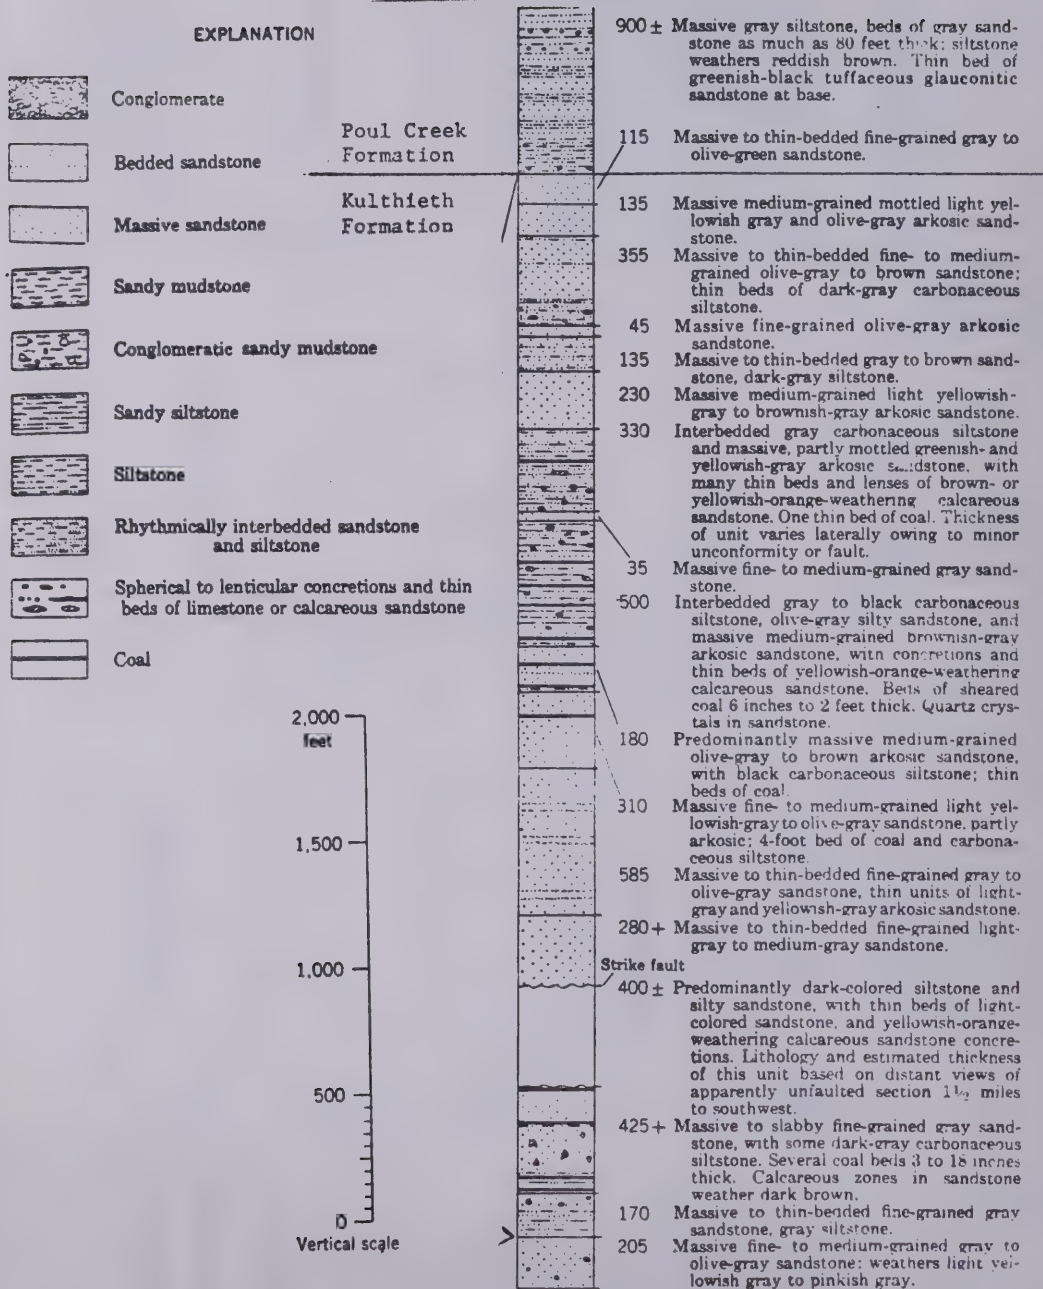 EXPLANATION
Conglomerate
Bedded sandstone
Massive sandstone
Sandy mudstone
Conglomeratic sandy mudstone
Sandy siltstone
Siltstone
Rhythmically interbedded sandstone
and siltstone
Spherical to lenticular concretions and thin
beds of limestone or calcareous sandstone
Coal
Poul Creek
Formation
Kulthieth
Formation
2,000
feet
1,500
1,000
500
0
Vertical scale
900 ± Massive gray siltstone, beds of gray sand-
stone as much as 80 feet thick; siltstone
weathers reddish brown. Thin bed of
greenish-black tuffaceous glauconitic
sandstone at base.
115 Massive to thin-bedded fine-grained gray to
olive-green sandstone.
135 Massive medium-grained mottled light yel-
lowish gray and olive-gray arkosic sand-
stone.
355 Massive to thin-bedded fine- to medium-
grained olive-gray to brown sandstone;
thin beds of dark-gray carbonaceous
siltstone.
45 Massive fine-grained olive-gray arkosic
sandstone.
135 Massive to thin-bedded gray to brown sand-
stone, dark-gray siltstone.
230 Massive medium-grained light yellowish-
gray to brownish-gray arkosic sandstone.
330 Interbedded gray carbonaceous siltstone
and massive, partly mottled greenish- and
yellowish-gray arkosic sandstone, with
many thin beds and lenses of brown- or
yellowish-orange-weathering calcareous
sandstone. One thin bed of coal. Thickness
of unit varies laterally owing to minor
unconformity or fault.
35 Massive fine- to medium-grained gray sand-
stone.
500 Interbedded gray to black carbonaceous
siltstone, olive-gray silty sandstone, and
massive medium-grained brownish-gray
arkosic sandstone, with concretions and
thin beds of yellowish-orange-weathering
calcareous sandstone. Beds of sheared
coal 6 inches to 2 feet thick. Quartz crys-
tals in sandstone.
180 Predominantly massive medium-grained
olive-gray to brown arkosic sandstone,
with black carbonaceous siltstone; thin
beds of coal.
310 Massive fine- to medium-grained light yel-
lowish-gray to olive-gray sandstone, partly
arkosic; 4-foot bed of coal and carbona-
ceous siltstone.
585 Massive to thin-bedded fine-grained gray to
olive-gray sandstone, thin units of light-
gray and yellowish-gray arkosic sandstone.
280+ Massive to thin-bedded fine-grained light-
gray to medium-gray sandstone.
Strike fault
400 ± Predominantly dark-colored siltstone and
silty sandstone, with thin beds of light-
colored sandstone, and yellowish-orange-
weathering calcareous sandstone concre-
tions. Lithology and estimated thickness
of this unit based on distant views of
apparently unfaulted section 1½ miles
to southwest.
425+ Massive to slabby fine-grained gray sand-
stone, with some dark-gray carbonaceous
siltstone. Several coal beds 3 to 18 inches
thick. Calcareous zones in sandstone
weather dark brown.
170 Massive to thin-bedded fine-grained gray
sandstone, gray siltstone.
205 Massive fine- to medium-grained gray to
olive-gray sandstone; weathers light yel-
lowish gray to pinkish gray.